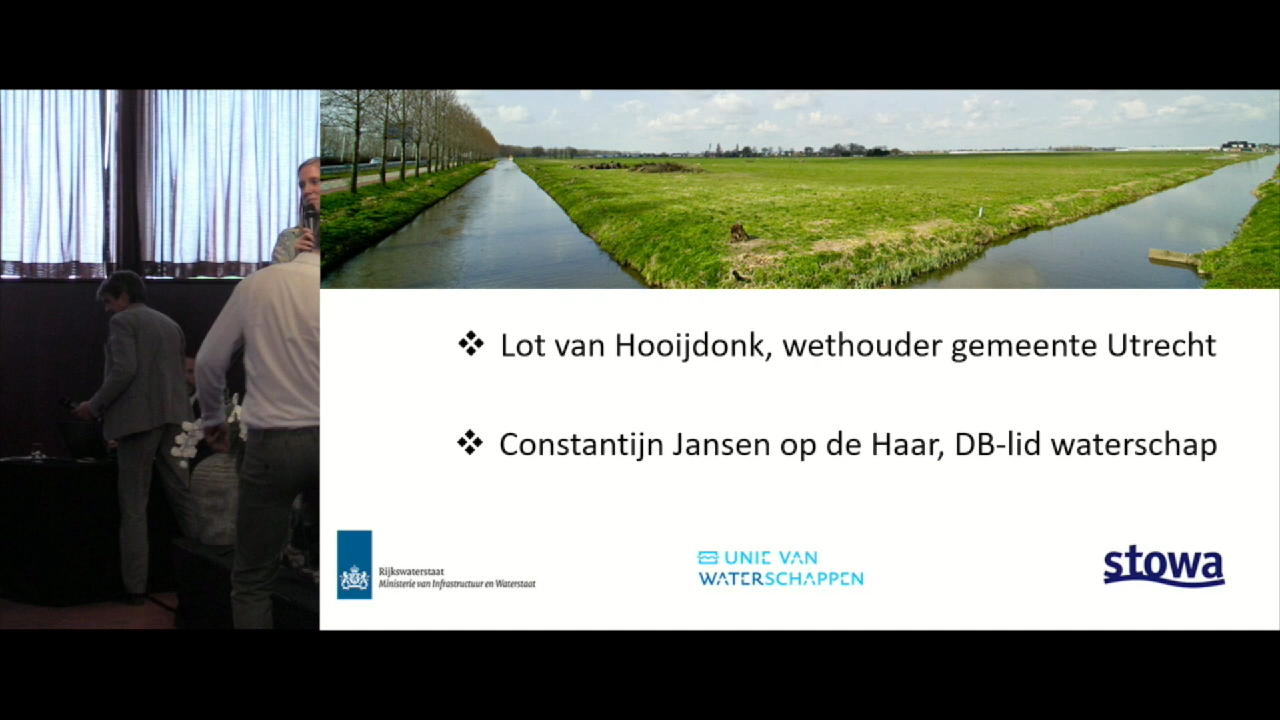 ❖ Lot van Hooijdonk, wethouder gemeente Utrecht
❖ Constantijn Jansen op de Haar, DB-lid waterschap
Rijkswaterstaat
Ministerie van Infrastructuur en Waterstaat
UNIE VAN
WATERSCHAPPEN
stowa